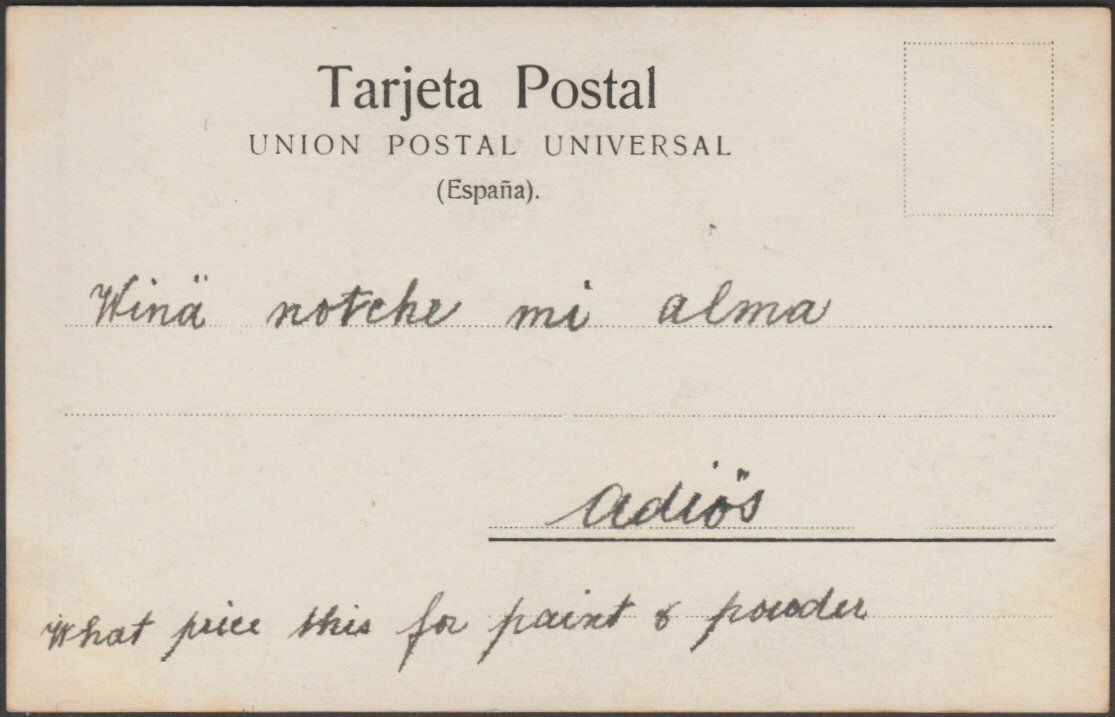 Tarjeta Postal
UNION POSTAL UNIVERSAL
(España).
Winä notche mi alma
adiös
What price this for paint & powder